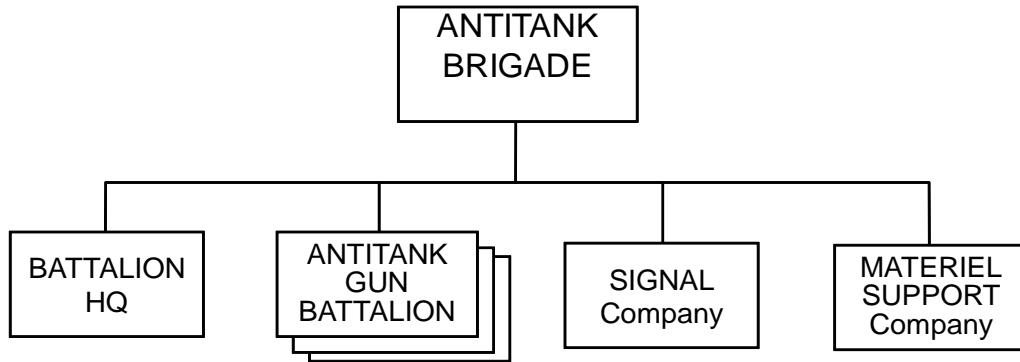 ANTITANK
BRIGADE
BATTALION
HQ
ANTITANK
GUN
BATTALION
SIGNAL
Company
MATERIEL
SUPPORT
Company